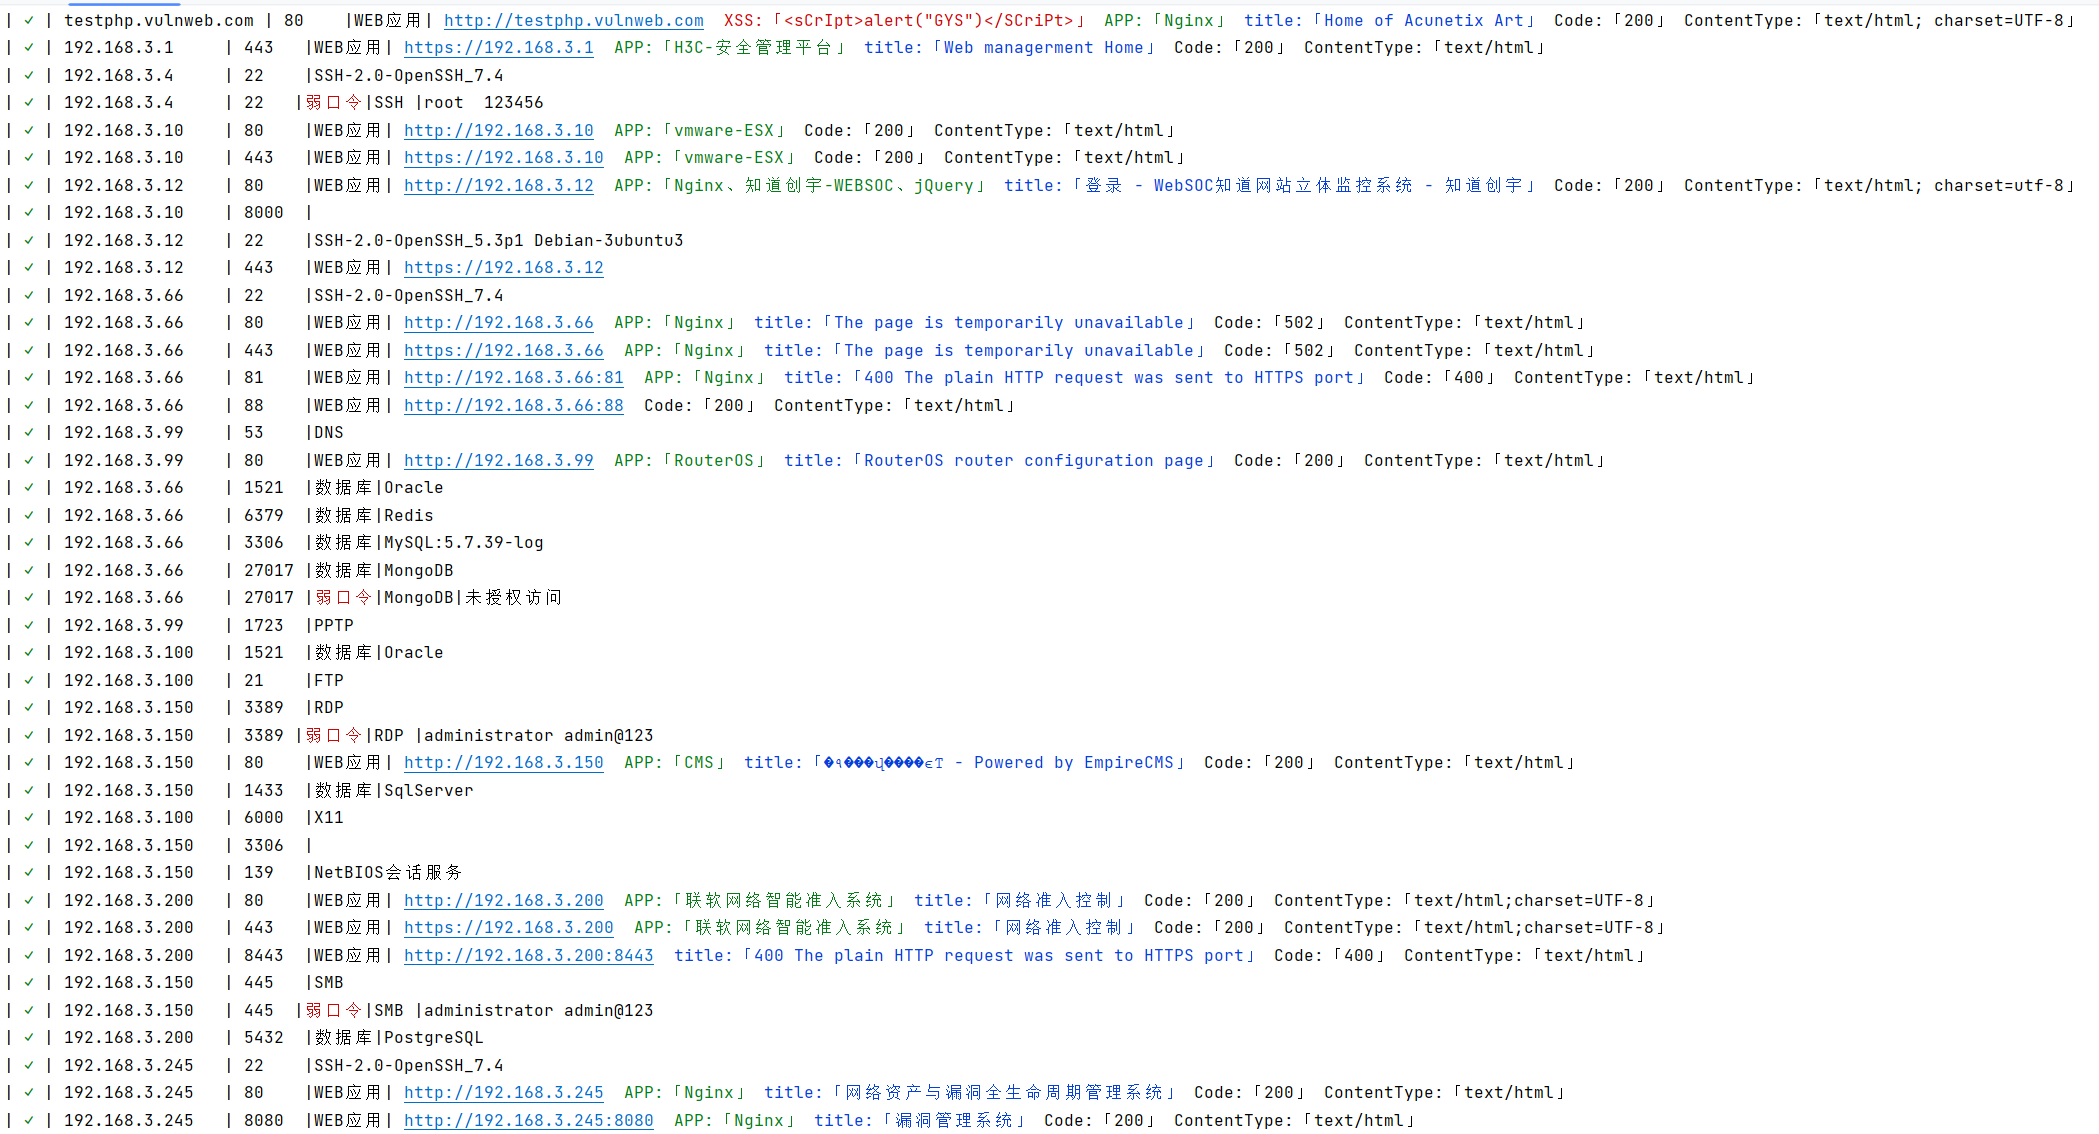 | ✓ | testphp.vulnweb.com | 80 |WEB应用| http://testphp.vulnweb.com XSS:「<sCrIpt>alert("GYS")</SCriPt>」 APP:「Nginx」 title:「Home of Acunetix Art」 Code:「200」 ContentType:「text/html; charset=UTF-8」
| ✓ | 192.168.3.1 | 443 |WEB应用| https://192.168.3.1 APP:「H3C-安全管理平台」 title:「Web managerment Home」 Code:「200」 ContentType:「text/html」
| ✓ | 192.168.3.4 | 22 |SSH-2.0-OpenSSH_7.4
| ✓ | 192.168.3.4 | 22 |弱口令|SSH |root 123456
| ✓ | 192.168.3.10 | 80 |WEB应用| http://192.168.3.10 APP:「vmware-ESX」 Code:「200」 ContentType:「text/html」
| ✓ | 192.168.3.10 | 443 |WEB应用| https://192.168.3.10 APP:「vmware-ESX」 Code:「200」 ContentType:「text/html」
| ✓ | 192.168.3.12 | 80 |WEB应用| http://192.168.3.12 APP:「Nginx、知道创宇-WEBSOC、jQuery」 title:「登录 - WebSOC知道网站立体监控系统 - 知道创宇」 Code:「200」 ContentType:「text/html; charset=utf-8」
| ✓ | 192.168.3.10 | 8000 |
| ✓ | 192.168.3.12 | 22 |SSH-2.0-OpenSSH_5.3p1 Debian-3ubuntu3
| ✓ | 192.168.3.12 | 443 |WEB应用| https://192.168.3.12
| ✓ | 192.168.3.66 | 22 |SSH-2.0-OpenSSH_7.4
| ✓ | 192.168.3.66 | 80 |WEB应用| http://192.168.3.66 APP:「Nginx」 title:「The page is temporarily unavailable」 Code:「502」 ContentType:「text/html」
| ✓ | 192.168.3.66 | 443 |WEB应用| https://192.168.3.66 APP:「Nginx」 title:「The page is temporarily unavailable」 Code:「502」 ContentType:「text/html」
| ✓ | 192.168.3.66 | 81 |WEB应用| http://192.168.3.66:81 APP:「Nginx」 title:「400 The plain HTTP request was sent to HTTPS port」 Code:「400」 ContentType:「text/html」
| ✓ | 192.168.3.66 | 88 |WEB应用| http://192.168.3.66:88 Code:「200」 ContentType:「text/html」
| ✓ | 192.168.3.99 | 53 |DNS
| ✓ | 192.168.3.99 | 80 |WEB应用| http://192.168.3.99 APP:「RouterOS」 title:「RouterOS router configuration page」 Code:「200」 ContentType:「text/html」
| ✓ | 192.168.3.66 | 1521 |数据库|Oracle
| ✓ | 192.168.3.66 | 6379 |数据库|Redis
| ✓ | 192.168.3.66 | 3306 |数据库|MySQL:5.7.39-log
| ✓ | 192.168.3.66 | 27017 |数据库|MongoDB
| ✓ | 192.168.3.66 | 27017 |弱口令|MongoDB|未授权访问
| ✓ | 192.168.3.99 | 1723 |PPTP
| ✓ | 192.168.3.100 | 1521 |数据库|Oracle
| ✓ | 192.168.3.100 | 21 |FTP
| ✓ | 192.168.3.150 | 3389 |RDP
| ✓ | 192.168.3.150 | 3389 |弱口令|RDP |administrator admin@123
| ✓ | 192.168.3.150 | 80 |WEB应用| http://192.168.3.150 APP:「CMS」 title:「 - Powered by EmpireCMS」 Code:「200」 ContentType:「text/html」
| ✓ | 192.168.3.150 | 1433 |数据库|SqlServer
| ✓ | 192.168.3.100 | 6000 |X11
| ✓ | 192.168.3.150 | 3306 |
| ✓ | 192.168.3.150 | 139 |NetBIOS会话服务
| ✓ | 192.168.3.200 | 80 |WEB应用| http://192.168.3.200 APP:「联软网络智能准入系统」 title:「网络准入控制」 Code:「200」 ContentType:「text/html;charset=UTF-8」
| ✓ | 192.168.3.200 | 443 |WEB应用| https://192.168.3.200 APP:「联软网络智能准入系统」 title:「网络准入控制」 Code:「200」 ContentType:「text/html;charset=UTF-8」
| ✓ | 192.168.3.200 | 8443 |WEB应用| http://192.168.3.200:8443 title:「400 The plain HTTP request was sent to HTTPS port」 Code:「400」 ContentType:「text/html」
| ✓ | 192.168.3.150 | 445 |SMB
| ✓ | 192.168.3.150 | 445 |弱口令|SMB |administrator admin@123
| ✓ | 192.168.3.200 | 5432 |数据库|PostgreSQL
| ✓ | 192.168.3.245 | 22 |SSH-2.0-OpenSSH_7.4
| ✓ | 192.168.3.245 | 80 |WEB应用| http://192.168.3.245 APP:「Nginx」 title:「网络资产与漏洞全生命周期管理系统」 Code:「200」 ContentType:「text/html」
| ✓ | 192.168.3.245 | 8080 |WEB应用| http://192.168.3.245:8080 APP:「Nginx」 title:「漏洞管理系统」 Code:「200」 ContentType:「text/html」